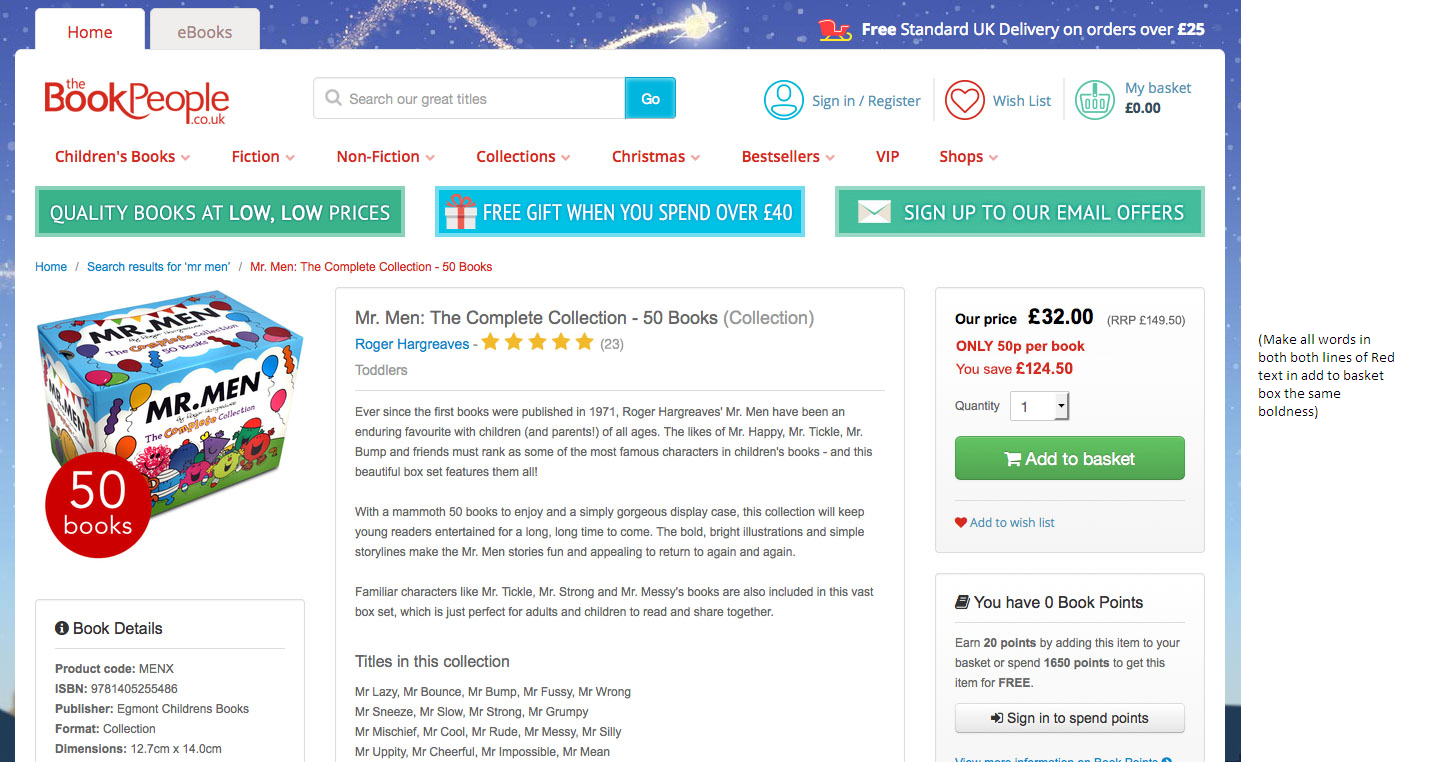 Home
eBooks
Free Standard UK Delivery on orders over £25
the
BookPeople
.co.uk
Search our great titles
Go
Sign in / Register
Wish List
My basket
£0.00
Children's Books
Fiction
Non-Fiction
Collections
Christmas
Bestsellers
VIP
Shops
QUALITY BOOKS AT LOW, LOW PRICES
FREE GIFT WHEN YOU SPEND OVER £40
SIGN UP TO OUR EMAIL OFFERS
Home / Search results for 'mr men' / Mr. Men: The Complete Collection - 50 Books
MR. MEN
By Roger Hargreaves
The Complete Collection
50 BOOKS
MR. MEN
By Roger Hargreaves
The Complete Collection
MR. MEN
50
books
Book Details
Product code: MENX
ISBN: 9781405255486
Publisher: Egmont Childrens Books
Format: Collection
Dimensions: 12.7cm x 14.0cm
Mr. Men: The Complete Collection - 50 Books (Collection)
Roger Hargreaves - (23)
Toddlers
Ever since the first books were published in 1971, Roger Hargreaves' Mr. Men have been an
enduring favourite with children (and parents!) of all ages. The likes of Mr. Happy, Mr. Tickle, Mr.
Bump and friends must rank as some of the most famous characters in children's books - and this
beautiful box set features them all!
With a mammoth 50 books to enjoy and a simply gorgeous display case, this collection will keep
young readers entertained for a long, long time to come. The bold, bright illustrations and simple
storylines make the Mr. Men stories fun and appealing to return to again and again.
Familiar characters like Mr. Tickle, Mr. Strong and Mr. Messy's books are also included in this vast
box set, which is just perfect for adults and children to read and share together.
Titles in this collection
Mr Lazy, Mr Bounce, Mr Bump, Mr Fussy, Mr Wrong
Mr Sneeze, Mr Slow, Mr Strong, Mr Grumpy
Mr Mischief, Mr Cool, Mr Rude, Mr Messy, Mr Silly
Mr Uppity, Mr Cheerful, Mr Impossible, Mr Mean
Our price £32.00 (RRP £149.50)
ONLY 50p per book
You save £124.50
Quantity 1
Add to basket
Add to wish list
You have 0 Book Points
Earn 20 points by adding this item to your
basket or spend 1650 points to get this
item for FREE.
Sign in to spend points
View more information on Book Points
(Make all words in
both both lines of Red
text in add to basket
box the same
boldness)